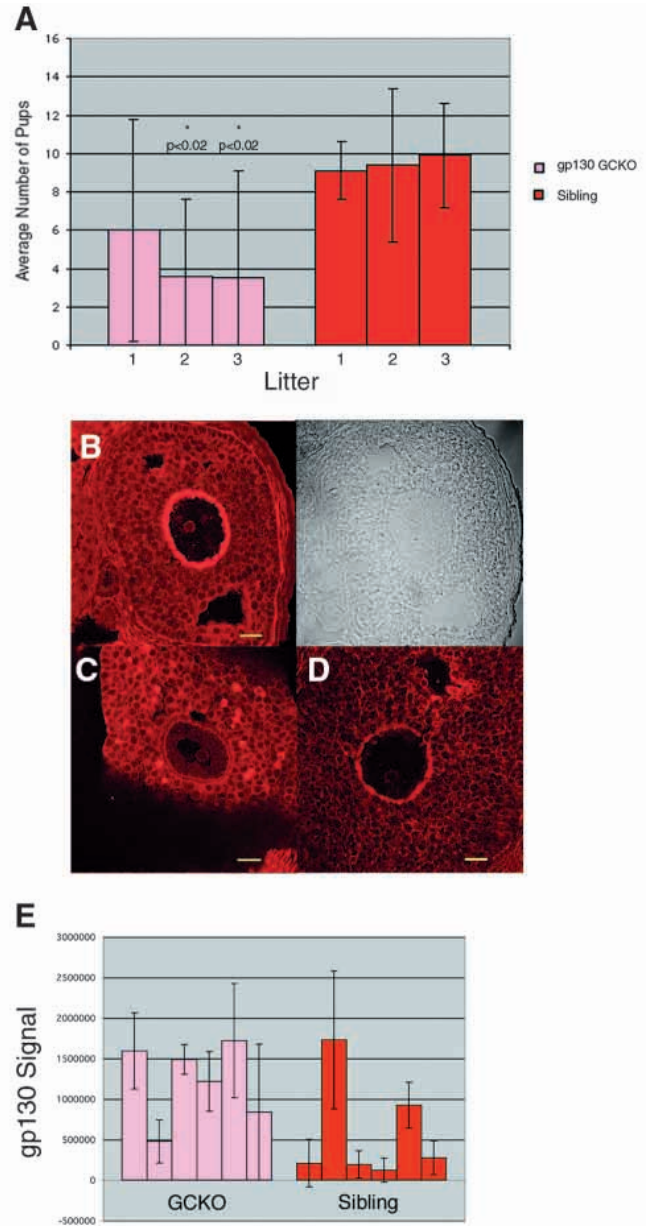 A
Average Number of Pups
16
14
12
10
8
6
4
2
0
* *
p<0.02 p<0.02
1 2 3 1 2 3
Litter
gp130 GCKO
Sibling
B
C D
E
gp130 Signal
3000000
2500000
2000000
1500000
1000000
500000
0
-500000
GCKO Sibling